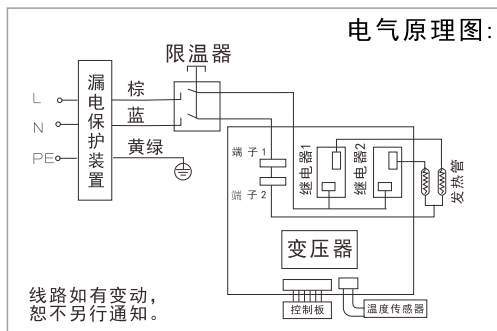 电气原理图:
限温器
L
N
PE
漏电保护装置
棕
蓝
黄绿
端子1
端子2
继电器1
继电器2
发热管
变压器
控制板
温度传感器
线路如有变动，
恕不另行通知。